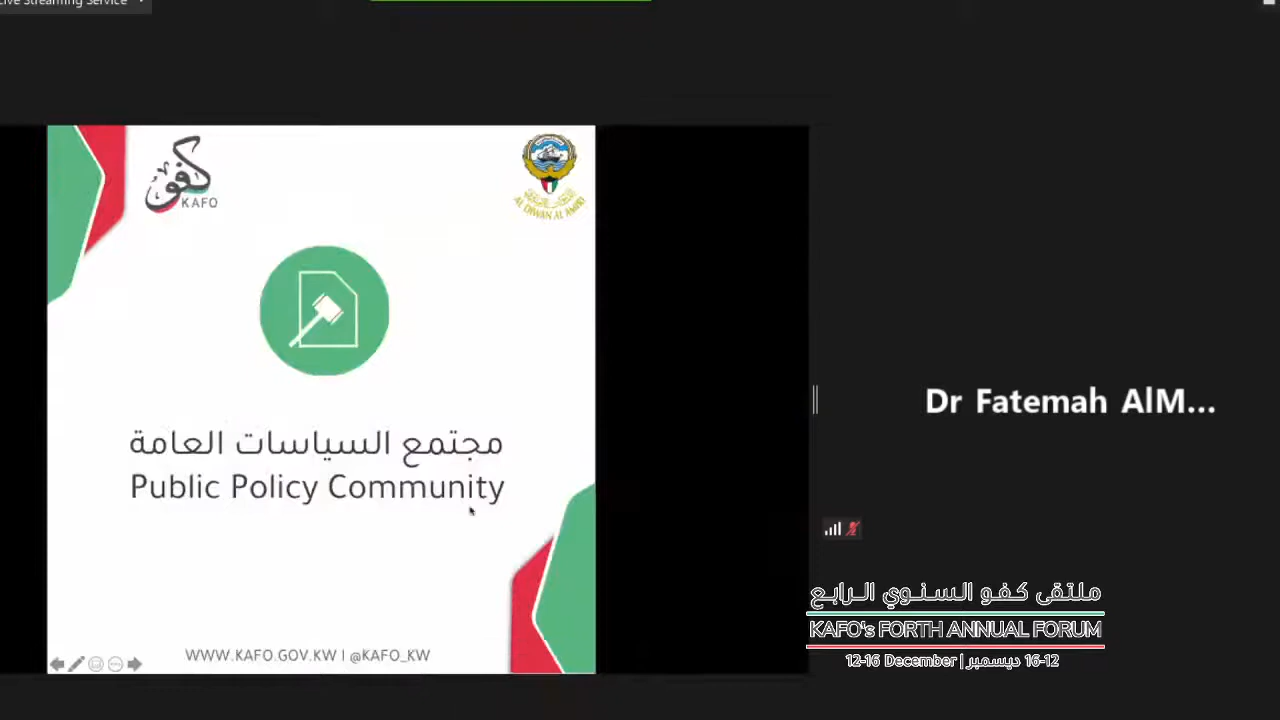 Live Streaming Service
كفو
KAFO
AL DIWAN AL AMIRI
مجتمع السياسات العامة
Public Policy Community
WWW.KAFO.GOV.KW | @KAFO_KW
Dr Fatemah AlM...
ملتقى كفو السنوي الرابع
KAFO's FORTH ANNUAL FORUM
12-16 December | 16-12 ديسمبر